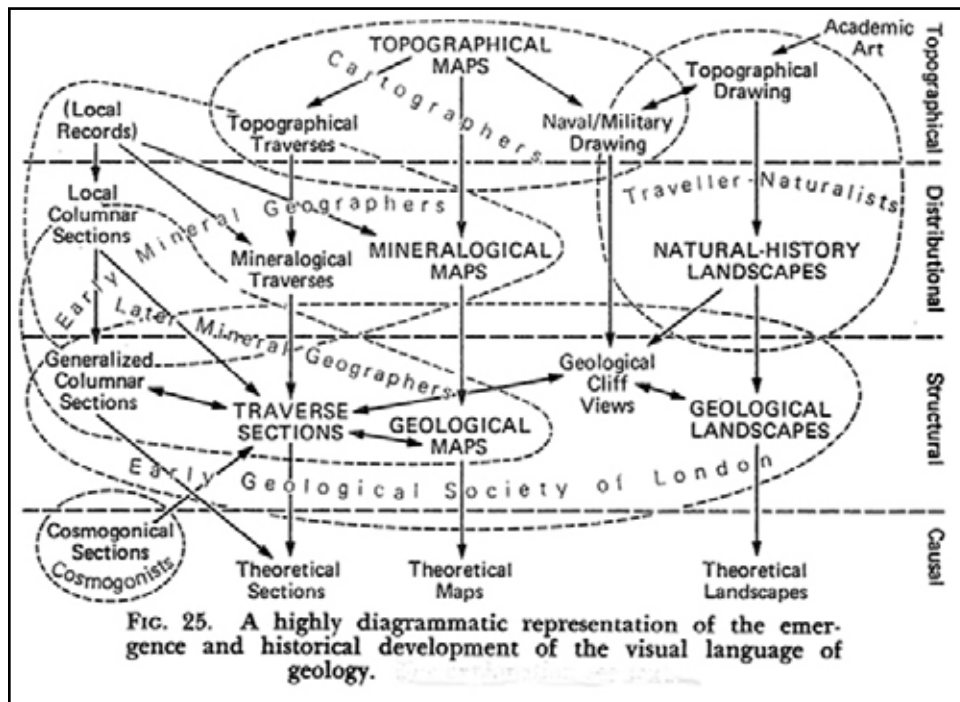 TOPOGRAPHICAL
MAPS
Academic
Art
Topographical
Drawing
Cartographers
(Local
Records)
Topographical
Traverses
Naval/Military
Drawing
Topographical
Local
Columnar
Sections
Early Mineral Geographers
Traveller-Naturalists
Mineralogical
Traverses
MINERALOGICAL
MAPS
NATURAL-HISTORY
LANDSCAPES
Distributional
Later Mineral Geographers
Generalized
Columnar
Sections
TRAVERSE
SECTIONS
GEOLOGICAL
MAPS
Geological
Cliff
Views
GEOLOGICAL
LANDSCAPES
Structural
Early Geological Society of London
Cosmogonical
Sections
Cosmogonists
Theoretical
Sections
Theoretical
Maps
Theoretical
Landscapes
Causal
FIG. 25. A highly diagrammatic representation of the emer-
gence and historical development of the visual language of
geology.